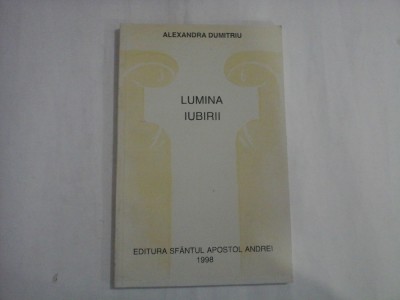 ALEXANDRA DUMITRIU
LUMINA
IUBIRII
EDITURA SFÂNTUL APOSTOL ANDREI
1998